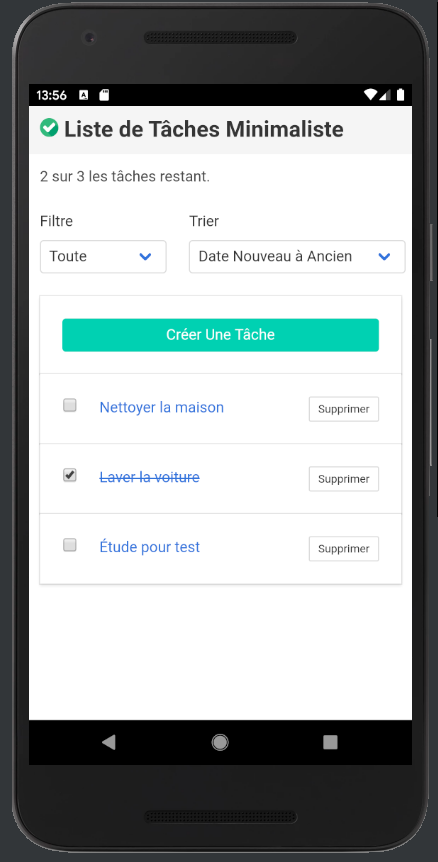 13:56
Liste de Tâches Minimaliste
2 sur 3 les tâches restant.
Filtre Trier
Toute Date Nouveau à Ancien
Créer Une Tâche
Nettoyer la maison Supprimer
Laver la voiture Supprimer
Étude pour test Supprimer